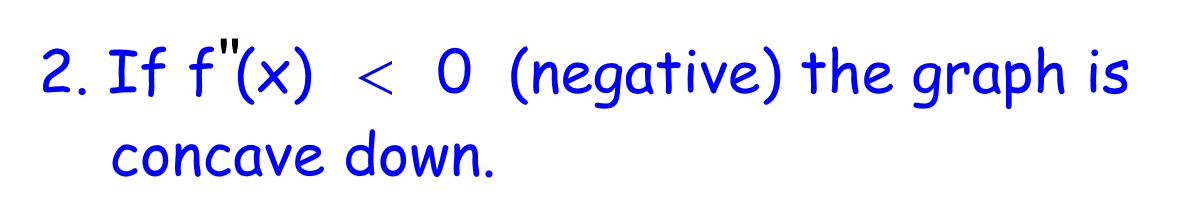 2. If f"(x) < 0 (negative) the graph is
concave down.